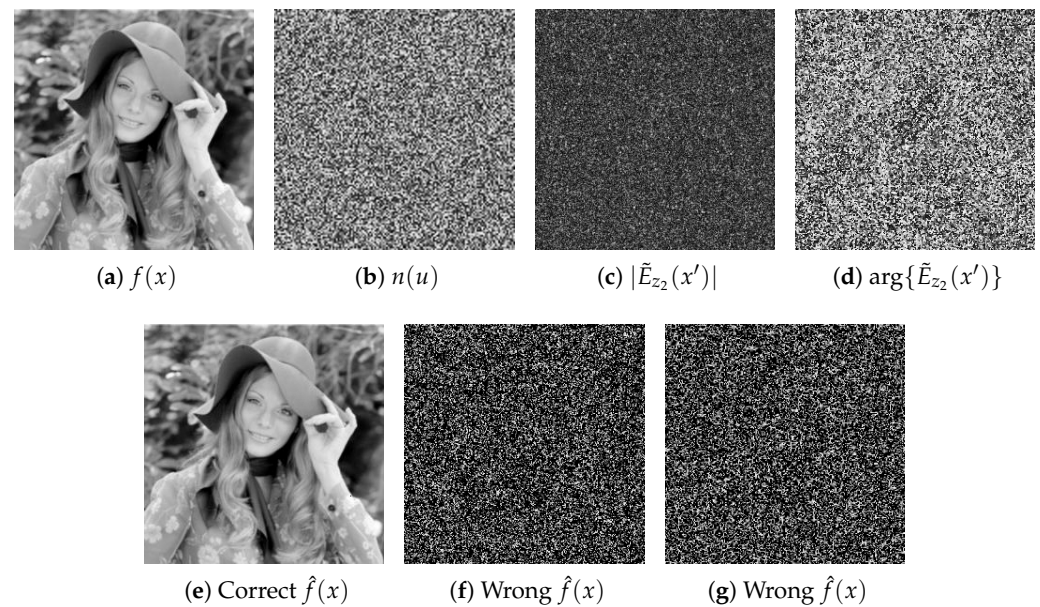 (a) f(x) (b) n(u) (c) |Ẽ_{z_2}(x′)| (d) arg{Ẽ_{z_2}(x′)}
(e) Correct f̂(x) (f) Wrong f̂(x) (g) Wrong f̂(x)